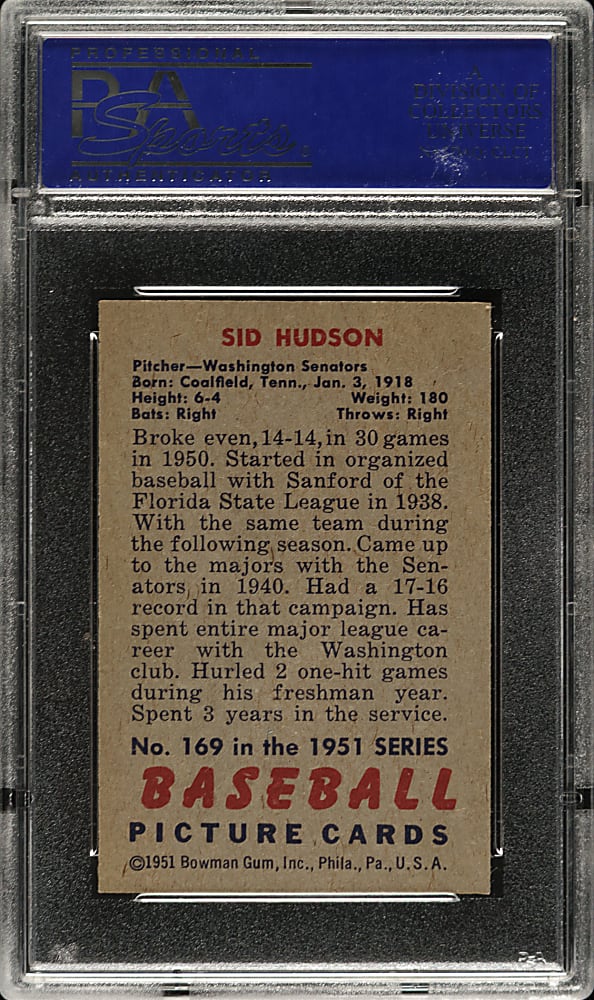 PROFESSIONAL
PSA
Sports
AUTHENTICATOR
A
DIVISION OF
COLLECTORS
UNIVERSE
SID HUDSON
Pitcher—Washington Senators
Born: Coalfield, Tenn., Jan. 3, 1918
Height: 6-4 Weight: 180
Bats: Right Throws: Right
Broke even, 14-14, in 30 games
in 1950. Started in organized
baseball with Sanford of the
Florida State League in 1938.
With the same team during
the following season. Came up
to the majors with the Sen-
ators in 1940. Had a 17-16
record in that campaign. Has
spent entire major league ca-
reer with the Washington
club. Hurled 2 one-hit games
during his freshman year.
Spent 3 years in the service.
No. 169 in the 1951 SERIES
BASEBALL
PICTURE CARDS
©1951 Bowman Gum, Inc., Phila., Pa., U.S.A.
PSA